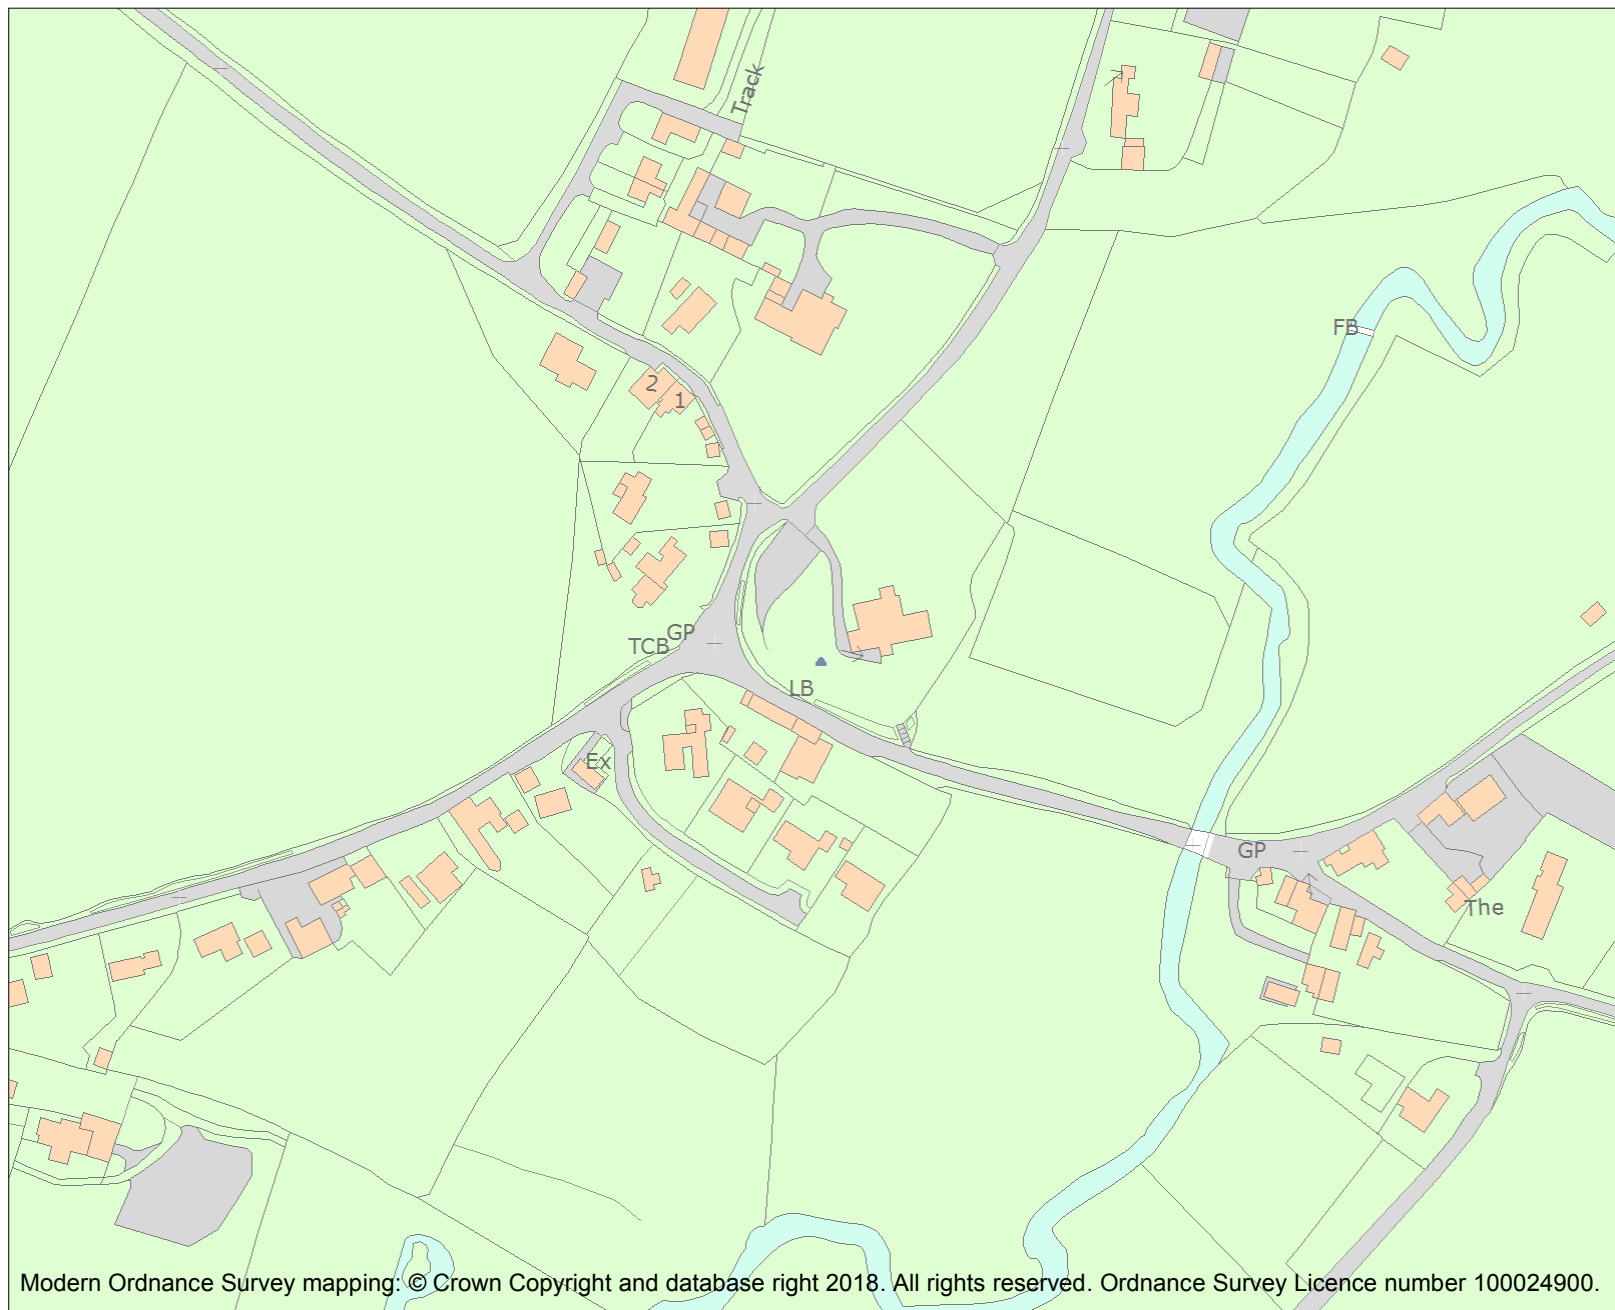 Track
FB
2
1
GP
TCB
LB
Ex
GP
The
Modern Ordnance Survey mapping: © Crown Copyright and database right 2018. All rights reserved. Ordnance Survey Licence number 100024900.